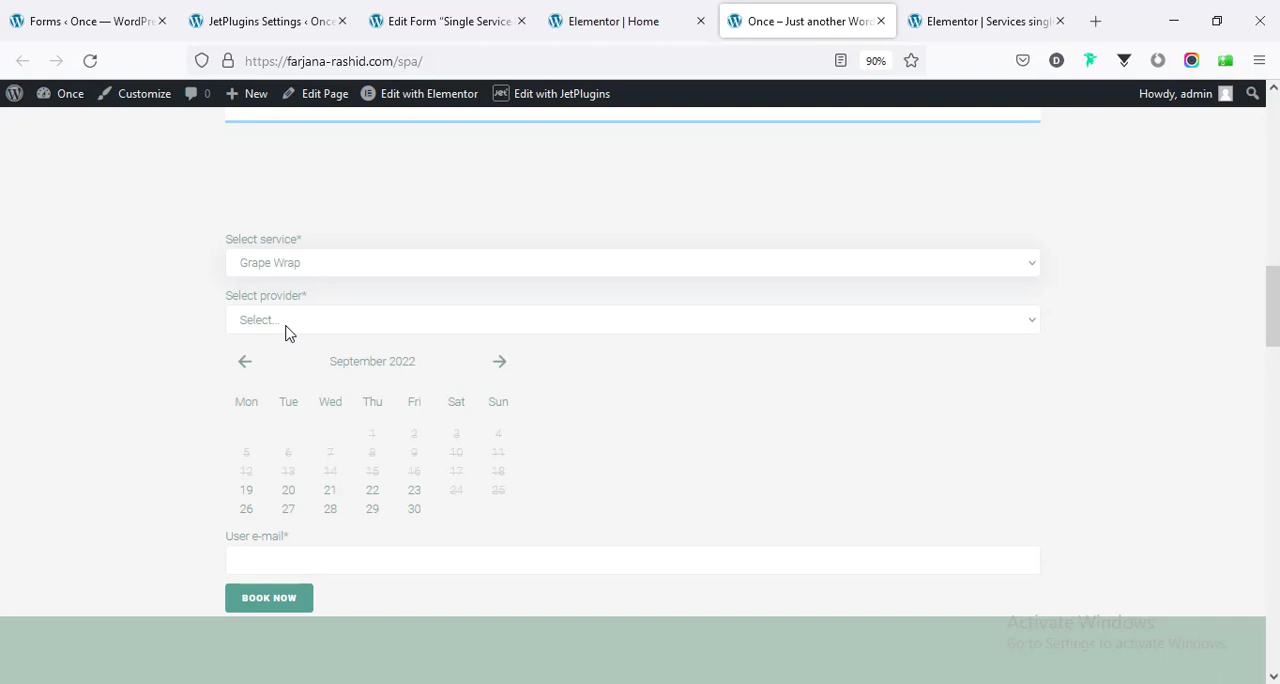 Forms ‹ Once — WordPre
JetPlugins Settings ‹ Once
Edit Form “Single Service
Elementor | Home
Once – Just another Word
Elementor | Services singl
https://farjana-rashid.com/spa/
90%
Once
Customize
0
New
Edit Page
Edit with Elementor
Edit with JetPlugins
Howdy, admin
Select service*
Grape Wrap
Select provider*
Select...
September 2022
Mon Tue Wed Thu Fri Sat Sun
1 2 3 4
5 6 7 8 9 10 11
12 13 14 15 16 17 18
19 20 21 22 23 24 25
26 27 28 29 30
User e-mail*
BOOK NOW
Activate Windows
Go to Settings to activate Windows.